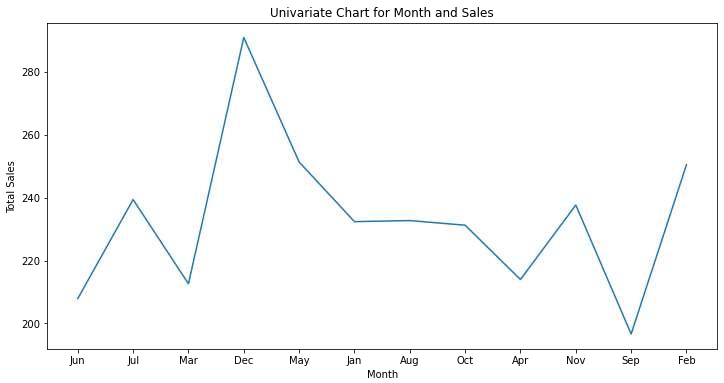 Univariate Chart for Month and Sales
Total Sales
280
260
240
220
200
Jun Jul Mar Dec May Jan Aug Oct Apr Nov Sep Feb
Month